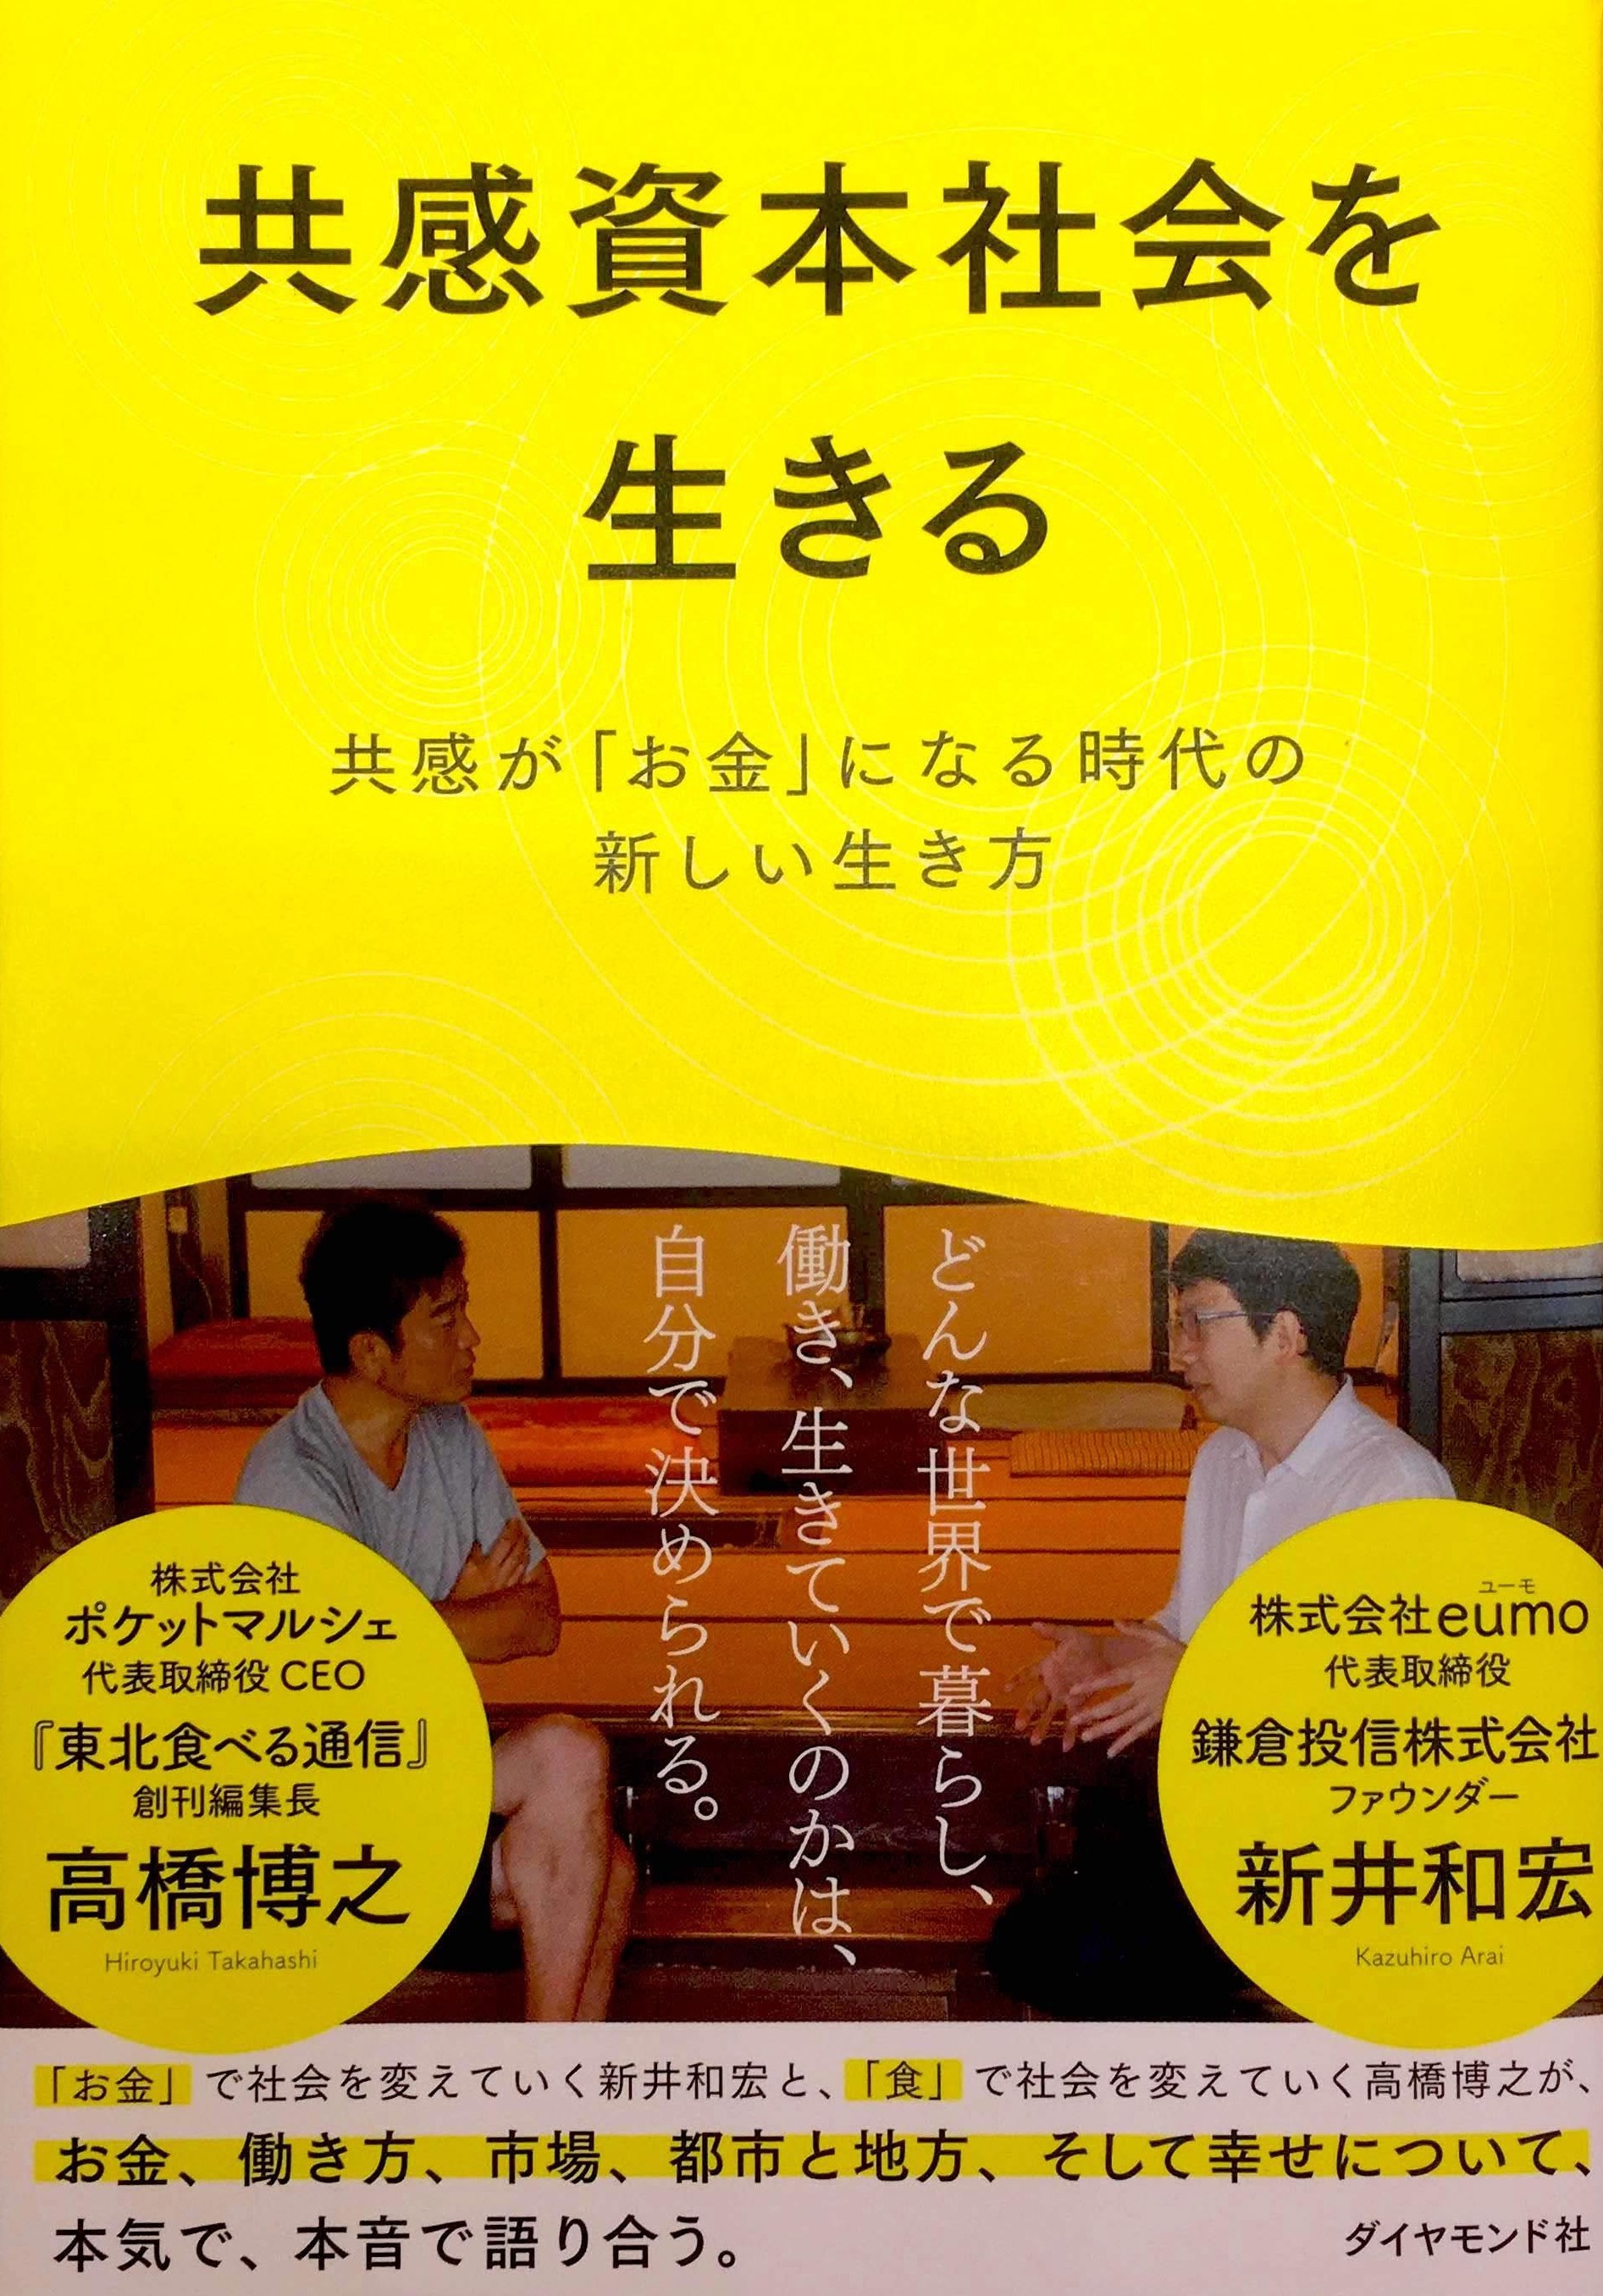 共感資本社会を
生きる
共感が「お金」になる時代の
新しい生き方
どんな世界で暮らし、
働き、生きていくのかは、
自分で決められる。
株式会社
ポケットマルシェ
代表取締役 CEO
『東北食べる通信』
創刊編集長
高橋博之
Hiroyuki Takahashi
ユーモ
株式会社eumo
代表取締役
鎌倉投信株式会社
ファウンダー
新井和宏
Kazuhiro Arai
「お金」で社会を変えていく新井和宏と、「食」で社会を変えていく高橋博之が、
お金、働き方、市場、都市と地方、そして幸せについて、
本気で、本音で語り合う。
ダイヤモンド社